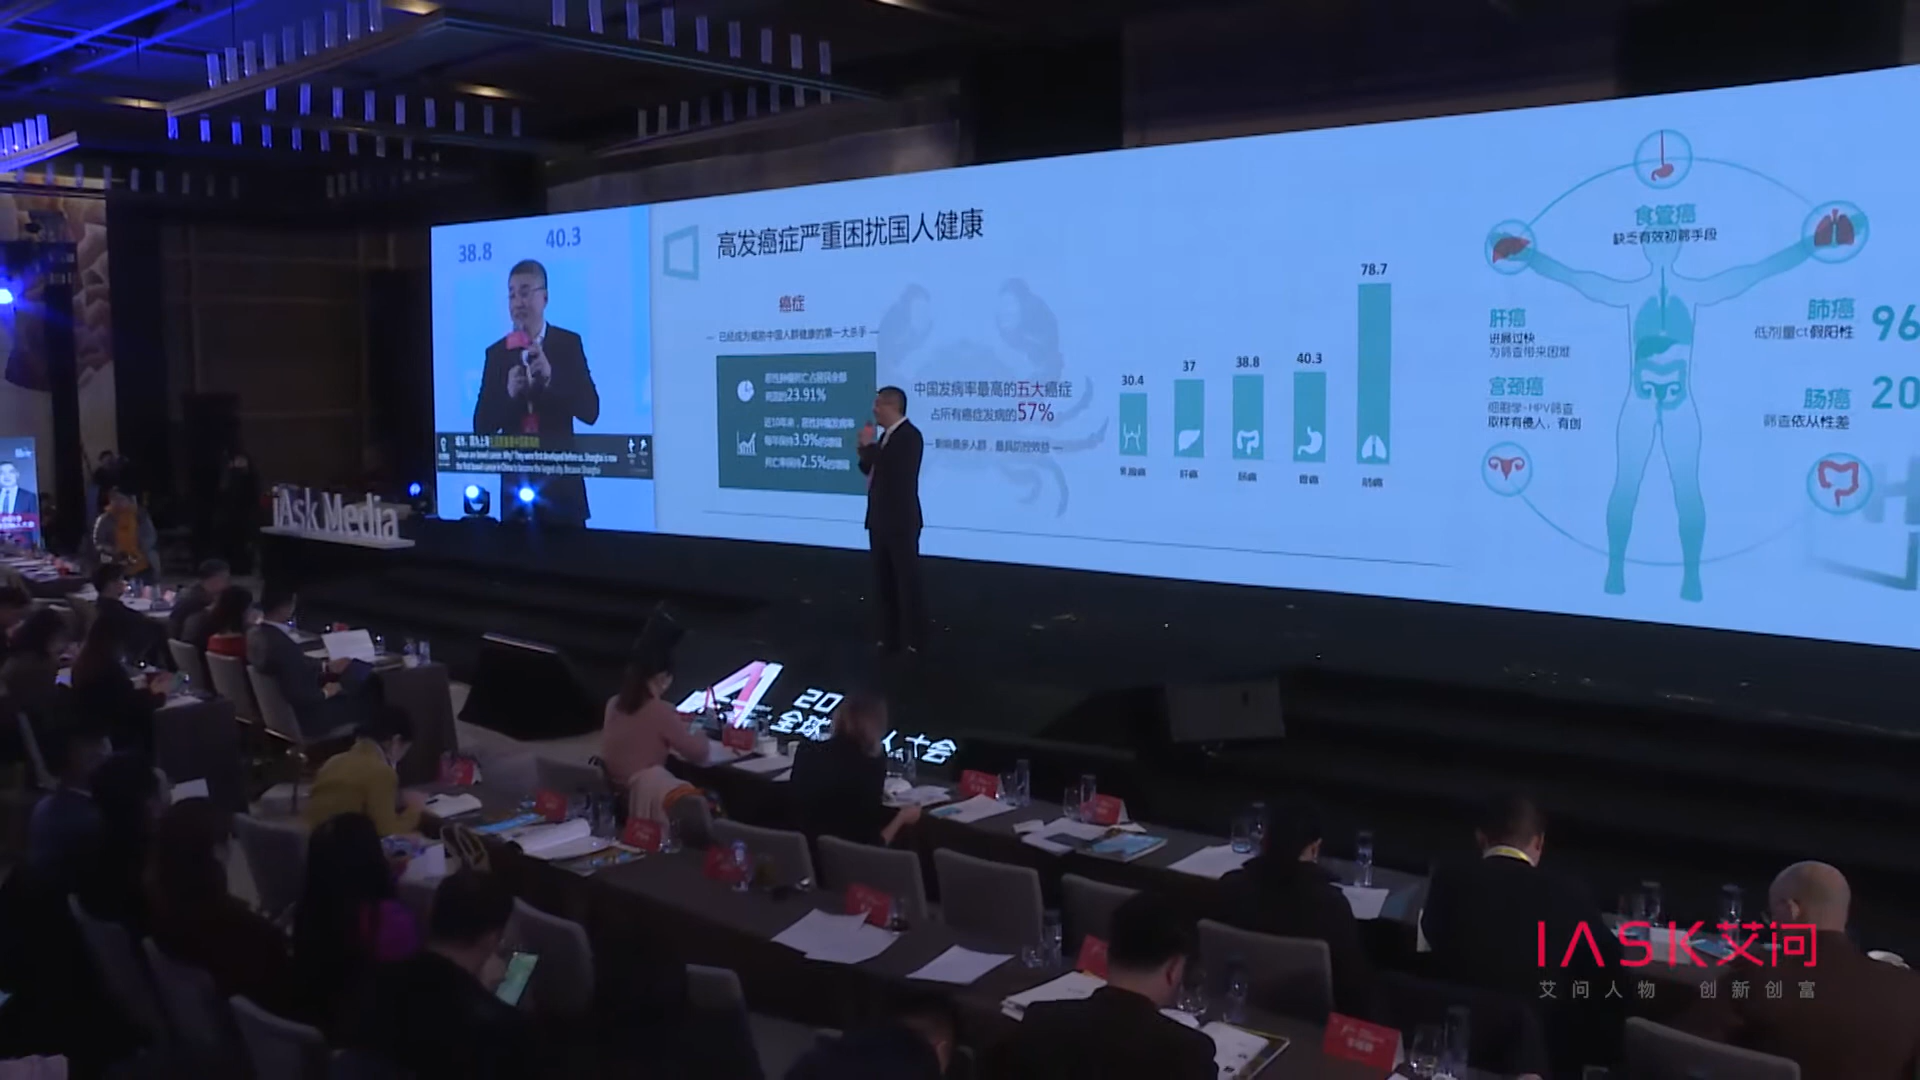 38.8
40.3
高发癌症严重困扰国人健康
癌症
已经成为威胁中国人群健康的第一大杀手
恶性肿瘤死亡占居民全部
死因的23.91%
近10年来，恶性肿瘤发病率
每年保持3.9%的增幅
死亡率保持2.5%的增幅
中国发病率最高的五大癌症
占所有癌症发病的57%
影响最多人群，最具防控效益
30.4
37
38.8
40.3
78.7
乳腺癌
肝癌
肠癌
胃癌
肺癌
食管癌
缺乏有效初筛手段
肝癌
进展过快
为筛查带来困难
肺癌
低剂量ct假阳性
96
宫颈癌
细胞学+HPV筛查
取样有侵入，有创
肠癌
筛查依从性差
20
iAsk Media
20
全球
人大会
IASK艾问
艾问人物 创新创富